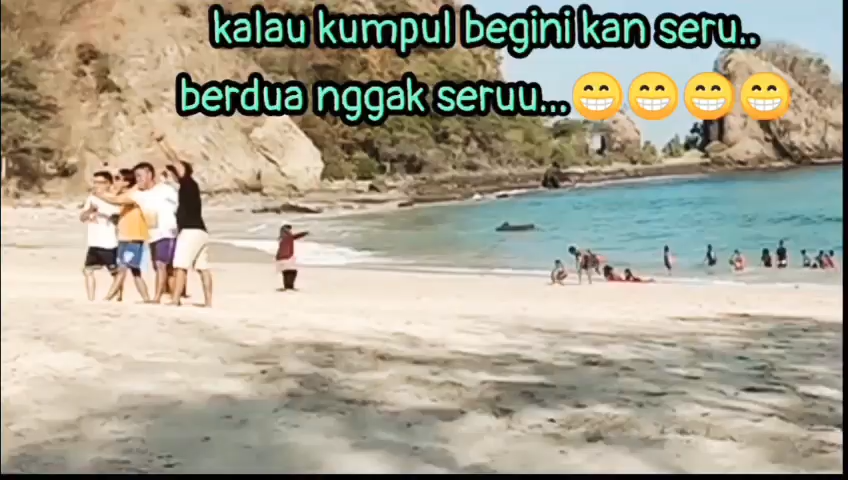 kalau kumpul begini kan seru..
berdua nggak seruu...😁😁😁😁